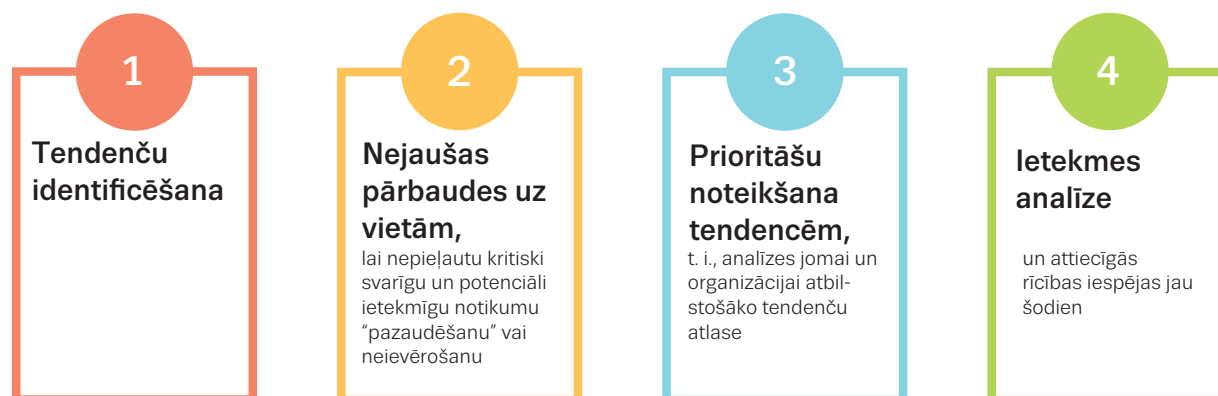 1
Tendenču
identificēšana
2
Nejaušas
pārbaudes uz
vietām,
lai nepieļautu kritiski
svarīgu un potenciāli
ietekmīgu notikumu
“pazaudēšanu” vai
neievērošanu
3
Prioritāšu
noteikšana
tendencēm,
t. i., analīzes jomai un
organizācijai atbil-
stošāko tendenču
atlase
4
Ietekmes
analīze
un attiecīgās
rīcības iespējas jau
šodien